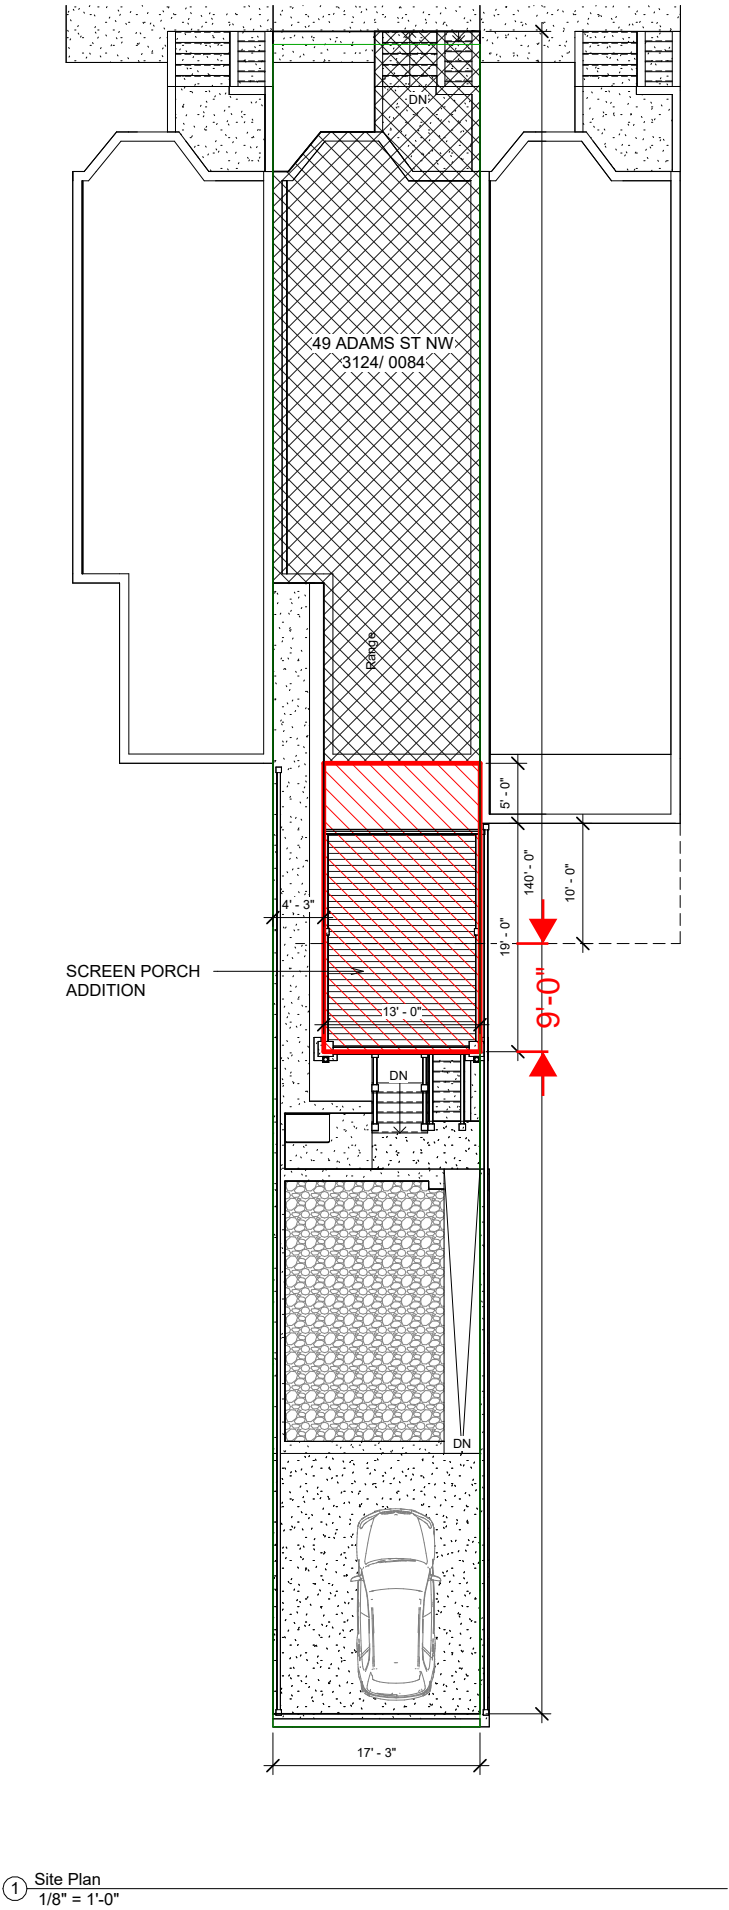 DN
49 ADAMS ST NW
3124/ 0084
Range
5' - 0"
140' - 0"
10' - 0"
4' - 3"
19' - 0"
SCREEN PORCH
ADDITION
9'-0"
13' - 0"
DN
DN
17' - 3"
1
Site Plan
1/8" = 1'-0"